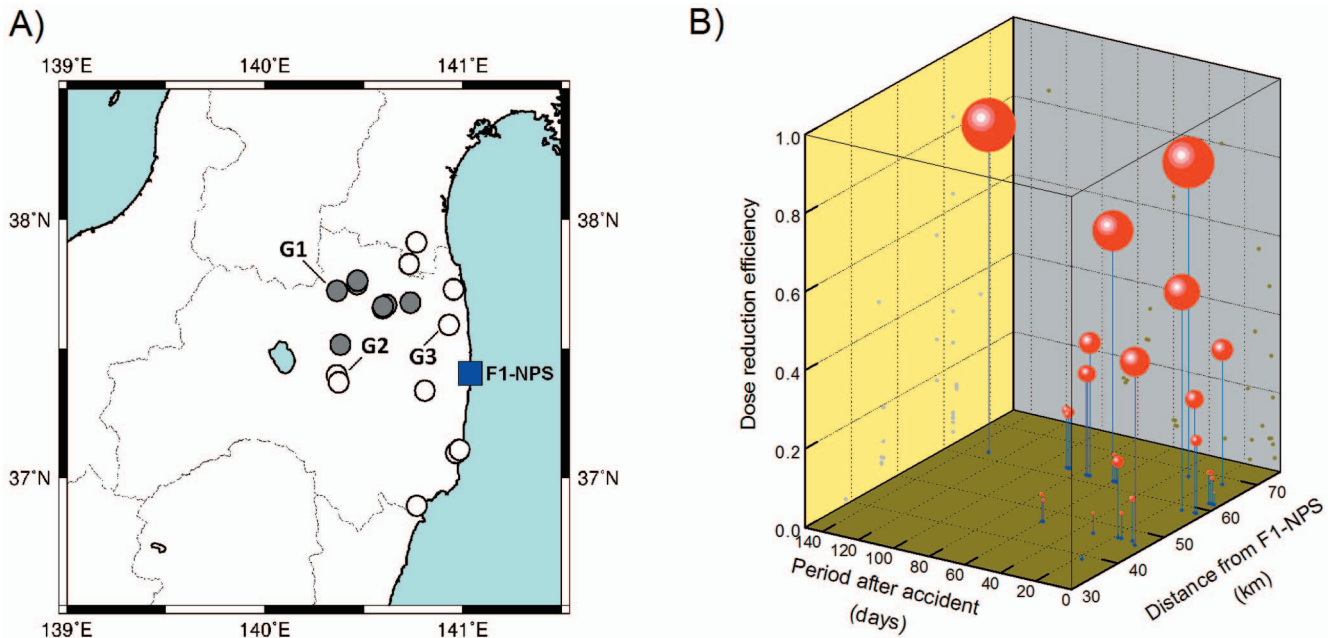 A)
139˚E 140˚E 141˚E
38˚N 38˚N
G1
G2
G3
F1-NPS
37˚N 37˚N
139˚E 140˚E 141˚E
B)
1.0
0.8
0.6
0.4
0.2
0.0
Dose reduction efficiency
140 120 100 80 60 40 20 0
Period after accident
(days)
30 40 50 60 70
Distance from F1-NPS
(km)